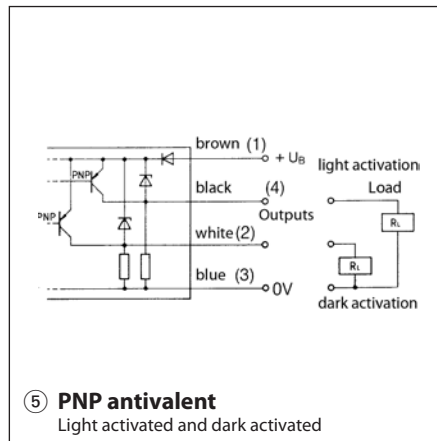 brown (1)
+ UB
light activation
PNP
black (4)
Load
Outputs
RL
PNP
white (2)
RL
blue (3)
0V
dark activation
⑤ PNP antivalent
Light activated and dark activated